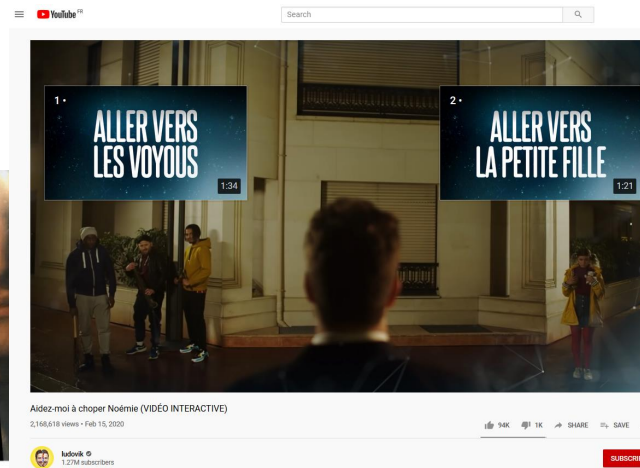 YouTube FR
Search
1 •
ALLER VERS
LES VOYOUS
1:34
2 •
ALLER VERS
LA PETITE FILLE
1:21
Aidez-moi à choper Noémie (VIDÉO INTERACTIVE)
2,168,618 views • Feb 15, 2020
94K 1K SHARE SAVE
ludovik
1.27M subscribers